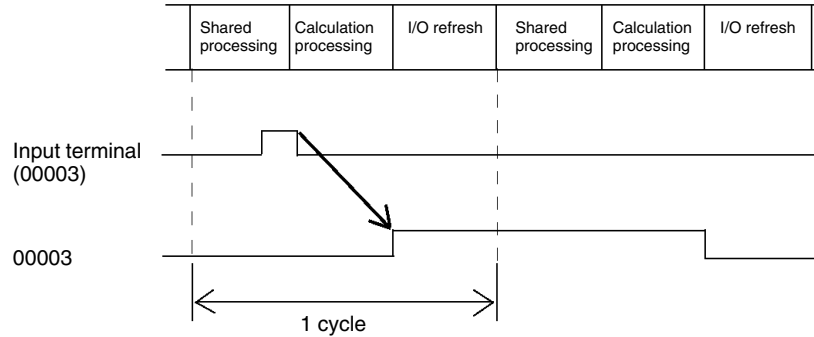 Shared processing
Calculation processing
I/O refresh
Shared processing
Calculation processing
I/O refresh
Input terminal
(00003)
00003
1 cycle